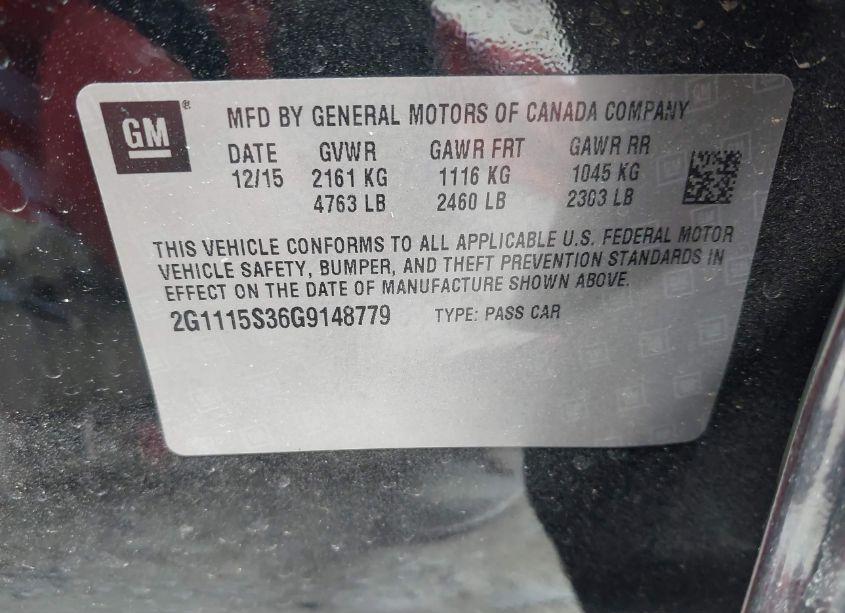 GM ® MFD BY GENERAL MOTORS OF CANADA COMPANY
DATE GVWR GAWR FRT GAWR RR
12/15 2161 KG 1116 KG 1045 KG
4763 LB 2460 LB 2303 LB
THIS VEHICLE CONFORMS TO ALL APPLICABLE U.S. FEDERAL MOTOR
VEHICLE SAFETY, BUMPER, AND THEFT PREVENTION STANDARDS IN
EFFECT ON THE DATE OF MANUFACTURE SHOWN ABOVE.
2G1115S36G9148779 TYPE: PASS CAR